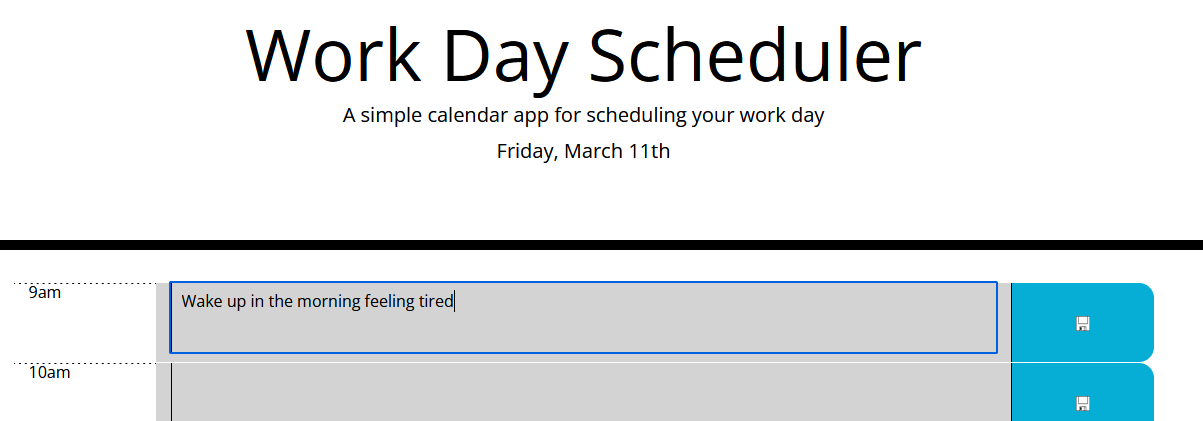 Work Day Scheduler
A simple calendar app for scheduling your work day
Friday, March 11th
9am
Wake up in the morning feeling tired
10am